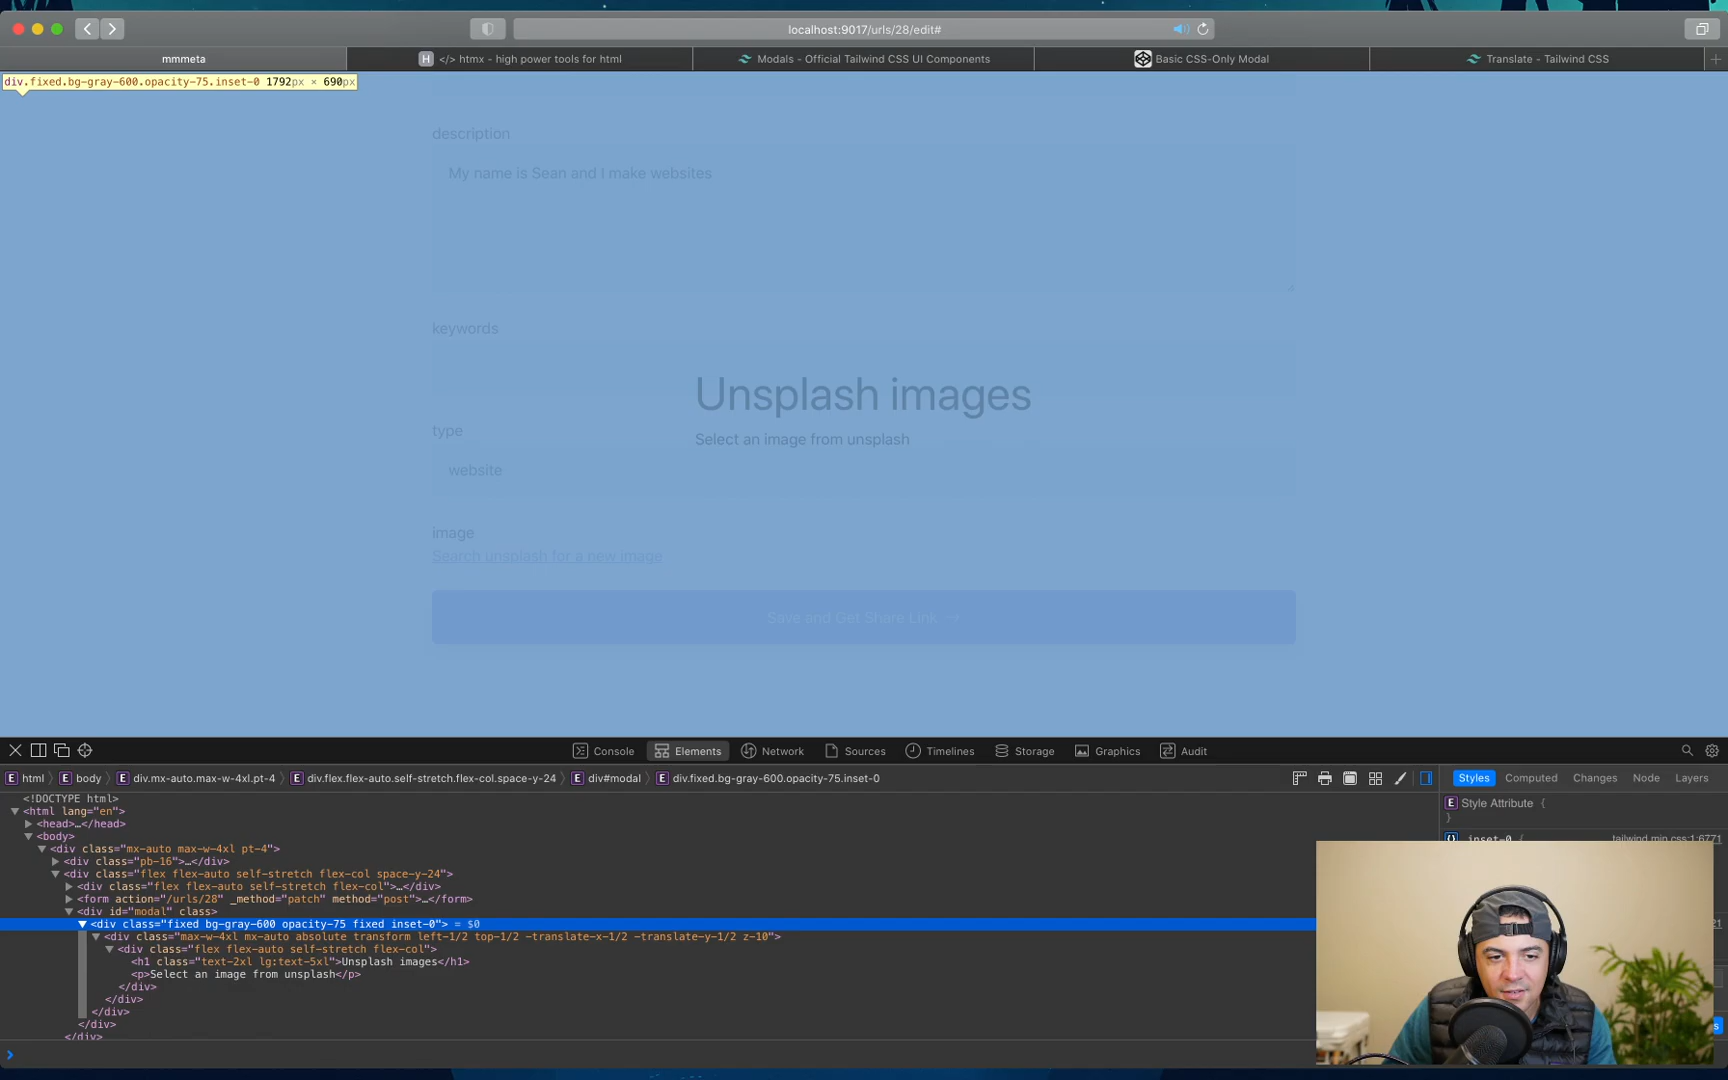 localhost:9017/urls/28/edit#
mmmeta
H </> htmx - high power tools for html
Modals - Official Tailwind CSS UI Components
Basic CSS-Only Modal
Translate - Tailwind CSS
div.fixed.bg-gray-600.opacity-75.inset-0 1792px × 690px
description
My name is Sean and I make websites
keywords
Unsplash images
type
Select an image from unsplash
website
image
Search unsplash for a new image
Save and Get Share Link →
Console
Elements
Network
Sources
Timelines
Storage
Graphics
Audit
E html E body E div.mx-auto.max-w-4xl.pt-4 E div.flex.flex-auto.self-stretch.flex-col.space-y-24 E div#modal E div.fixed.bg-gray-600.opacity-75.inset-0
Styles Computed Changes Node Layers
<!DOCTYPE html>
<html lang="en">
<head>…</head>
<body>
<div class="mx-auto max-w-4xl pt-4">
<div class="pb-16">…</div>
<div class="flex flex-auto self-stretch flex-col space-y-24">
<div class="flex flex-auto self-stretch flex-col">…</div>
<form action="/urls/28" _method="patch" method="post">…</form>
<div id="modal" class>
<div class="fixed bg-gray-600 opacity-75 fixed inset-0"> = $0
<div class="max-w-4xl mx-auto absolute transform left-1/2 top-1/2 -translate-x-1/2 -translate-y-1/2 z-10">
<div class="flex flex-auto self-stretch flex-col">
<h1 class="text-2xl lg:text-5xl">Unsplash images</h1>
<p>Select an image from unsplash</p>
</div>
</div>
</div>
</div>
</div>
E Style Attribute {
}
.inset-0 { tailwind.min.css:1:6771